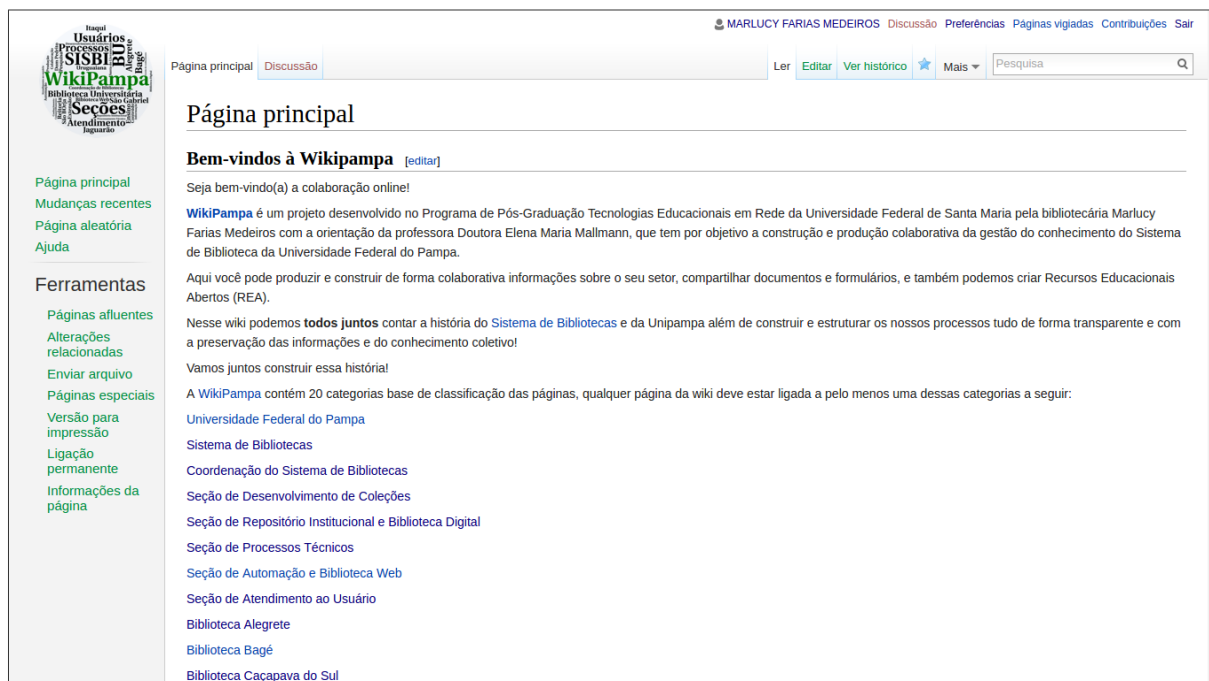 MARLUCY FARIAS MEDEIROS Discussão Preferências Páginas vigiadas Contribuições Sair
Itaqui
Usuários
Processos
SISBI
BU
Alegrete
Bagé
Uruguaiana
WikiPampa
Coordenação de Bibliotecas
Biblioteca Universitária
Biblioteca Web
São Gabriel
Seções
Atendimento
Jaguarão
Página principal Discussão
Ler Editar Ver histórico Mais Pesquisa
Página principal
Mudanças recentes
Página aleatória
Ajuda
Ferramentas
Páginas afluentes
Alterações
relacionadas
Enviar arquivo
Páginas especiais
Versão para
impressão
Ligação
permanente
Informações da
página
Página principal
Bem-vindos à Wikipampa [editar]
Seja bem-vindo(a) a colaboração online!
WikiPampa é um projeto desenvolvido no Programa de Pós-Graduação Tecnologias Educacionais em Rede da Universidade Federal de Santa Maria pela bibliotecária Marlucy
Farias Medeiros com a orientação da professora Doutora Elena Maria Mallmann, que tem por objetivo a construção e produção colaborativa da gestão do conhecimento do Sistema
de Biblioteca da Universidade Federal do Pampa.
Aqui você pode produzir e construir de forma colaborativa informações sobre o seu setor, compartilhar documentos e formulários, e também podemos criar Recursos Educacionais
Abertos (REA).
Nesse wiki podemos todos juntos contar a história do Sistema de Bibliotecas e da Unipampa além de construir e estruturar os nossos processos tudo de forma transparente e com
a preservação das informações e do conhecimento coletivo!
Vamos juntos construir essa história!
A WikiPampa contém 20 categorias base de classificação das páginas, qualquer página da wiki deve estar ligada a pelo menos uma dessas categorias a seguir:
Universidade Federal do Pampa
Sistema de Bibliotecas
Coordenação do Sistema de Bibliotecas
Seção de Desenvolvimento de Coleções
Seção de Repositório Institucional e Biblioteca Digital
Seção de Processos Técnicos
Seção de Automação e Biblioteca Web
Seção de Atendimento ao Usuário
Biblioteca Alegrete
Biblioteca Bagé
Biblioteca Caçapava do Sul